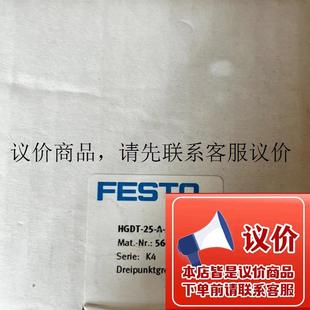 议价商品，请先联系客服议价
FESTO
HGDT-25-A-
Mat.-Nr.: 56
Serie: K4
Dreipunktgre
议价
本店皆是议价商品
下单前请联系客服